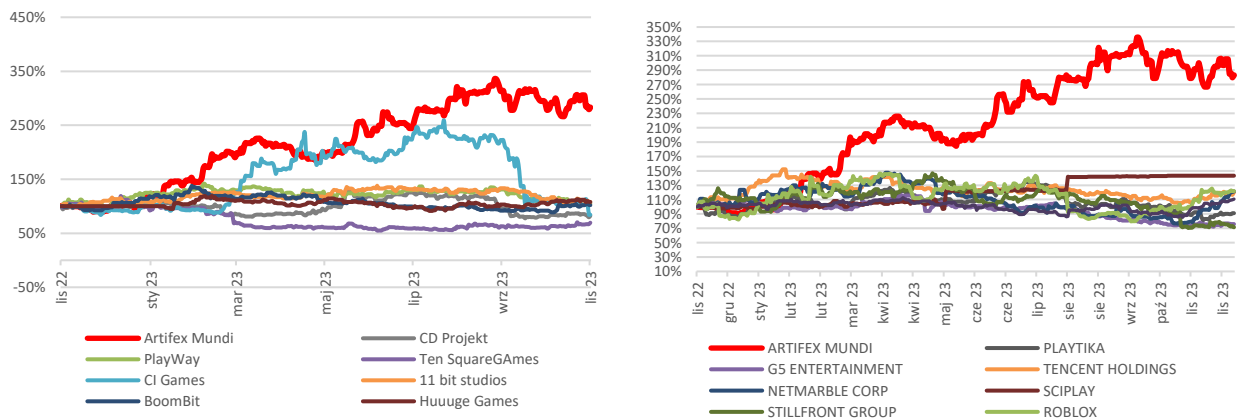 450%
350%
250%
150%
50%
-50%
lis 22
sty 23
mar 23
maj 23
lip 23
wrz 23
lis 23
Artifex Mundi
CD Projekt
PlayWay
Ten SquareGAmes
CI Games
11 bit studios
BoomBit
Huuuge Games
350%
330%
310%
290%
270%
250%
230%
210%
190%
170%
150%
130%
110%
90%
70%
50%
30%
10%
lis 22
gru 22
sty 23
lut 23
lut 23
mar 23
kwi 23
kwi 23
maj 23
cze 23
cze 23
lip 23
sie 23
sie 23
wrz 23
paź 23
lis 23
lis 23
ARTIFEX MUNDI
PLAYTIKA
G5 ENTERTAINMENT
TENCENT HOLDINGS
NETMARBLE CORP
SCIPLAY
STILLFRONT GROUP
ROBLOX